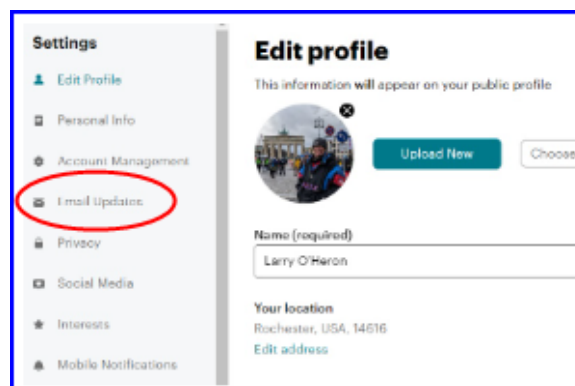 Settings
Edit Profile
Personal Info
Account Management
Email Updates
Privacy
Social Media
Interests
Mobile Notifications
Edit profile
This information will appear on your public profile
Upload New
Choose
Name (required)
Larry O'Heron
Your location
Rochester, USA, 14616
Edit address